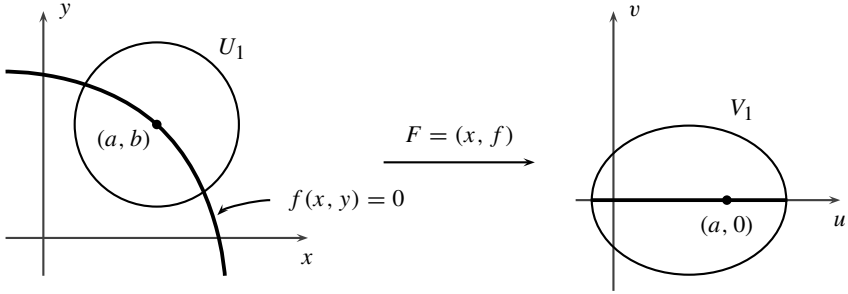 y
U₁
(a, b)
f(x, y) = 0
x
F = (x, f)
v
V₁
(a, 0)
u